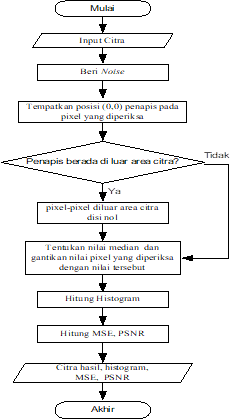 Mulai
Input Citra
Beri Noise
Tempatkan posisi (0,0) penapis pada
pixel yang diperiksa
Penapis berada di luar area citra?
Tidak
Ya
pixel-pixel diluar area citra
disi nol
Tentukan nilai median dan
gantikan nilai pixel yang diperiksa
dengan nilai tersebut
Hitung Histogram
Hitung MSE, PSNR
Citra hasil, histogram,
MSE, PSNR
Akhir